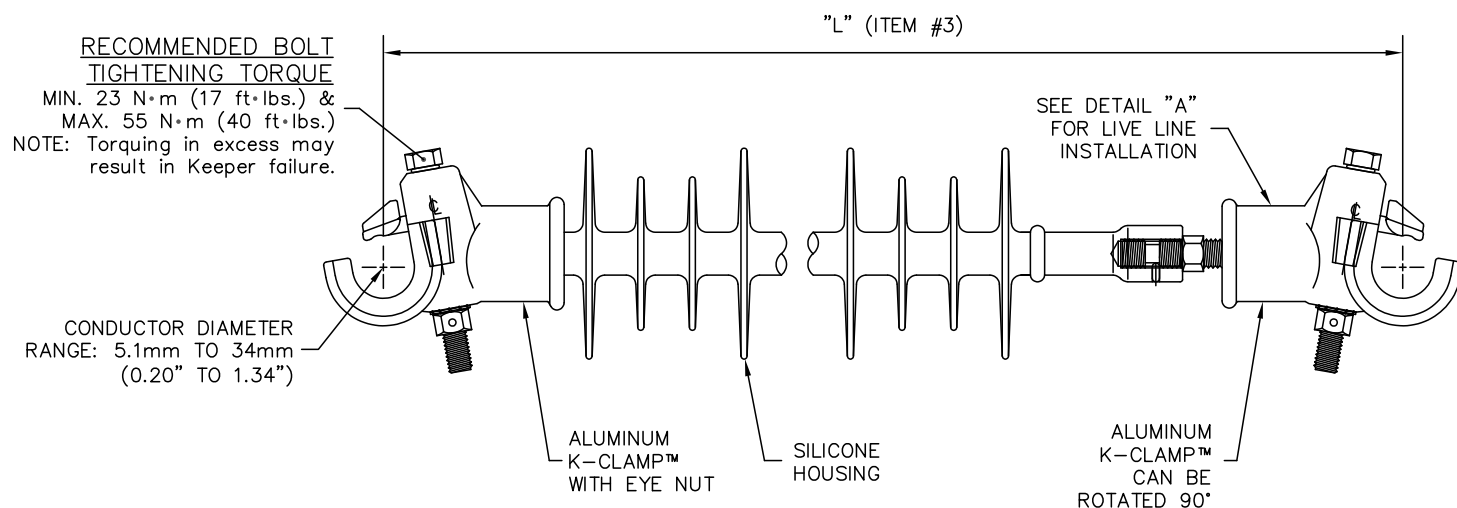 "L" (ITEM #3)
RECOMMENDED BOLT
TIGHTENING TORQUE
MIN. 23 N•m (17 ft•lbs.) &
MAX. 55 N•m (40 ft•lbs.)
NOTE: Torquing in excess may
result in Keeper failure.
SEE DETAIL "A"
FOR LIVE LINE
INSTALLATION
℄
℄
CONDUCTOR DIAMETER
RANGE: 5.1mm TO 34mm
(0.20" TO 1.34")
ALUMINUM
K-CLAMP™
WITH EYE NUT
SILICONE
HOUSING
ALUMINUM
K-CLAMP™
CAN BE
ROTATED 90°